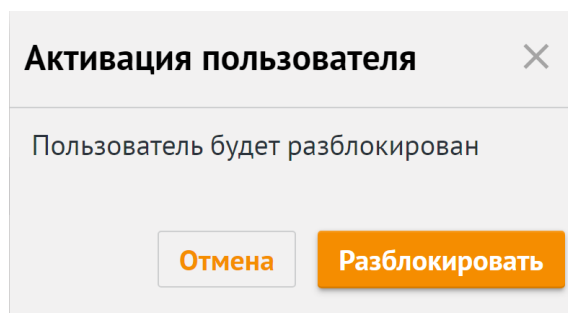 Активация пользователя
Пользователь будет разблокирован
Отмена
Разблокировать